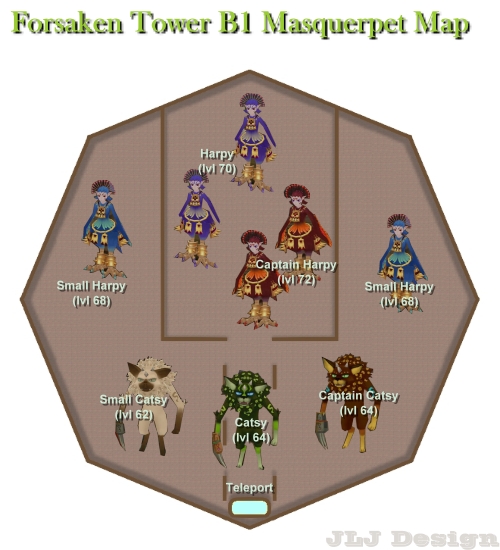 Forsaken Tower B1 Masquerpet Map
Harpy
(lvl 70)
Captain Harpy
(lvl 72)
Small Harpy
(lvl 68)
Small Harpy
(lvl 68)
Small Catsy
(lvl 62)
Catsy
(lvl 64)
Captain Catsy
(lvl 64)
Teleport
JLJ Design